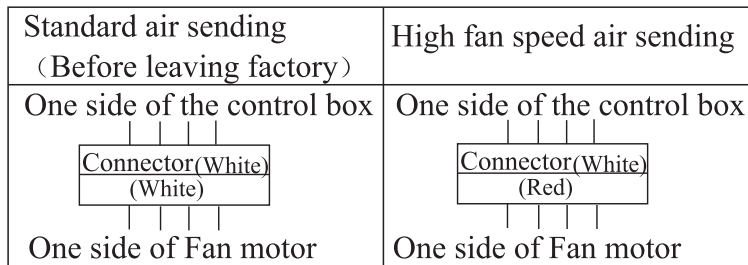 Standard air sending
（Before leaving factory）
High fan speed air sending
One side of the control box
Connector(White)
(White)
One side of Fan motor
One side of the control box
Connector(White)
(Red)
One side of Fan motor